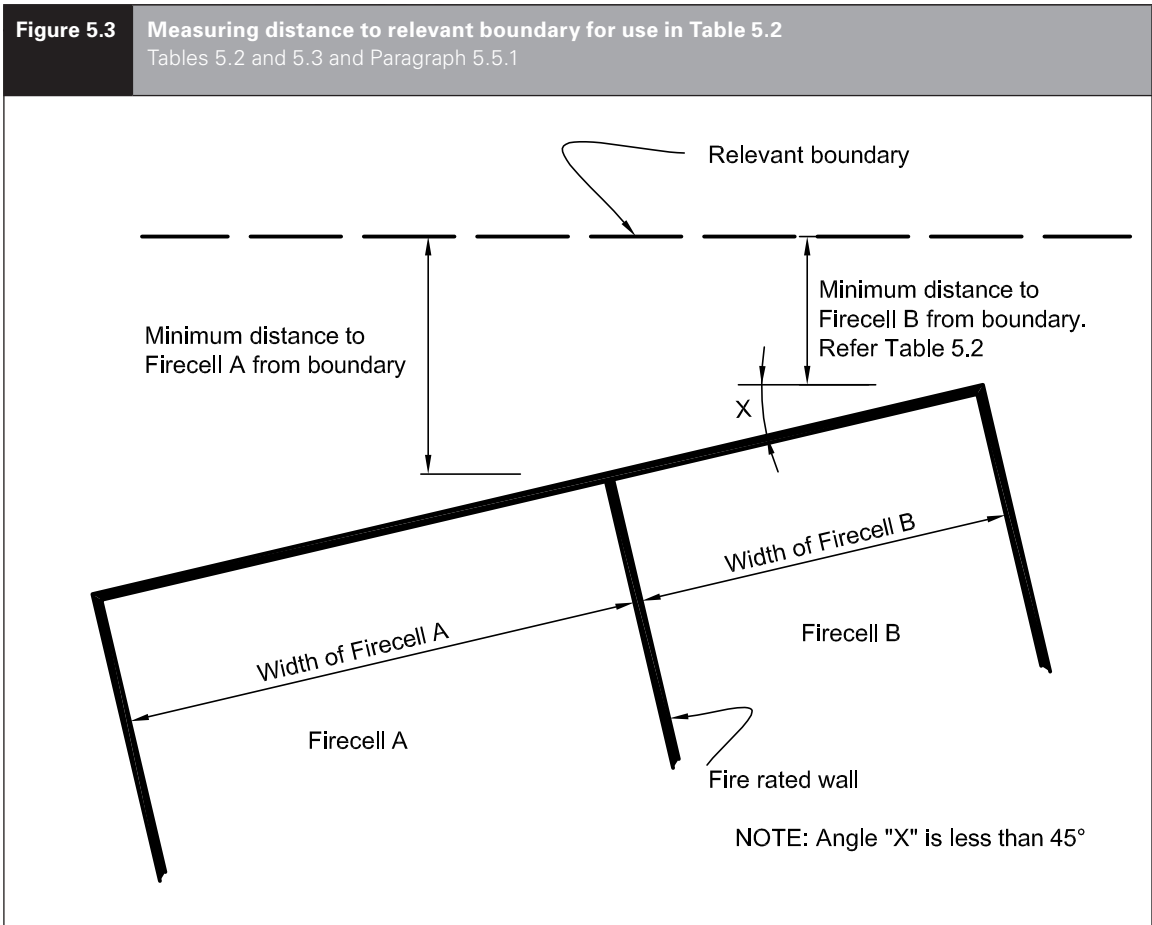 Figure 5.3
Measuring distance to relevant boundary for use in Table 5.2
Tables 5.2 and 5.3 and Paragraph 5.5.1
Relevant boundary
Minimum distance to
Firecell A from boundary
Minimum distance to
Firecell B from boundary.
Refer Table 5.2
X
Width of Firecell B
Width of Firecell A
Firecell B
Firecell A
Fire rated wall
NOTE: Angle "X" is less than 45°